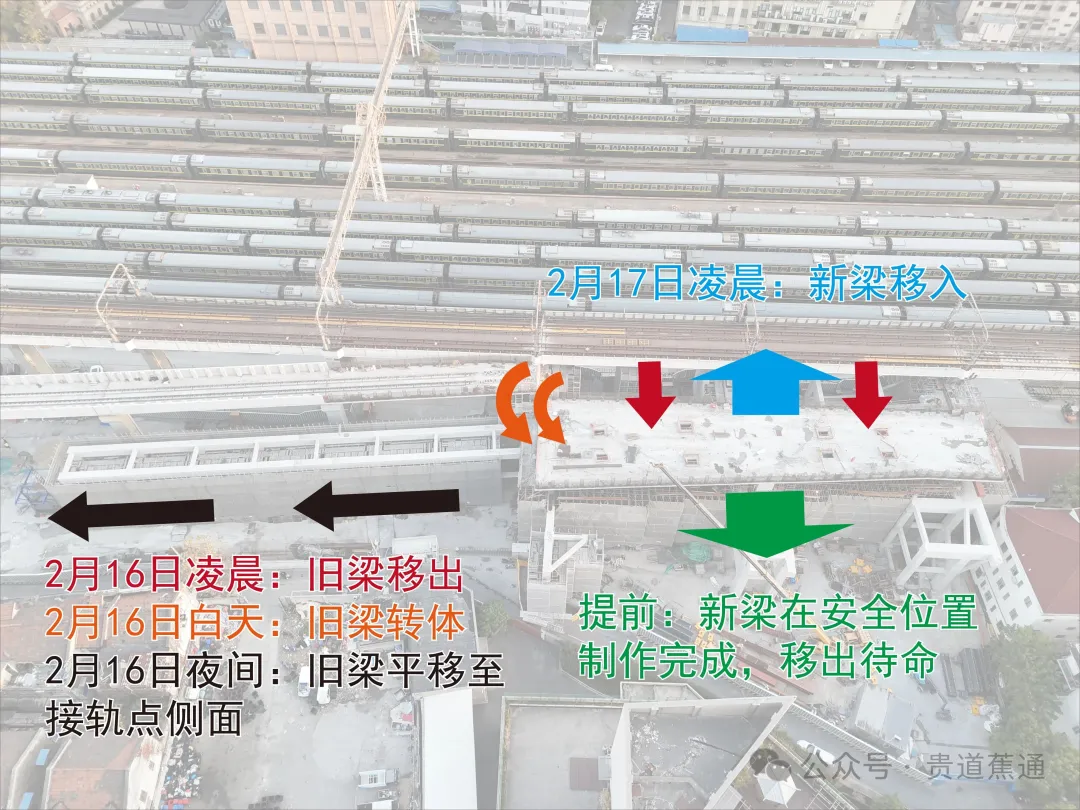 2月17日凌晨：新梁移入
2月16日凌晨：旧梁移出
2月16日白天：旧梁转体
2月16日夜间：旧梁平移至
接轨点侧面
提前：新梁在安全位置
制作完成，移出待命
公众号·贵道蕉通